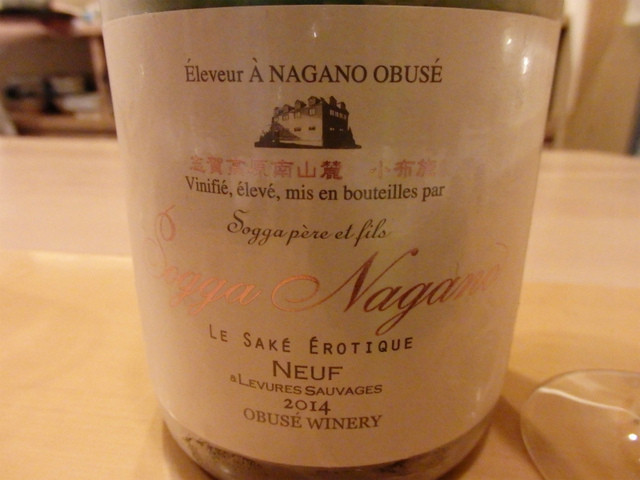 Éleveur À NAGANO OBUSÉ
志賀高原南山麓 小布施
Vinifié, élevé, mis en bouteilles par
Sogga père et fils
Sogga Nagano
LE SAKÉ ÉROTIQUE
NEUF
à LEVURES SAUVAGES
2014
OBUSÉ WINERY